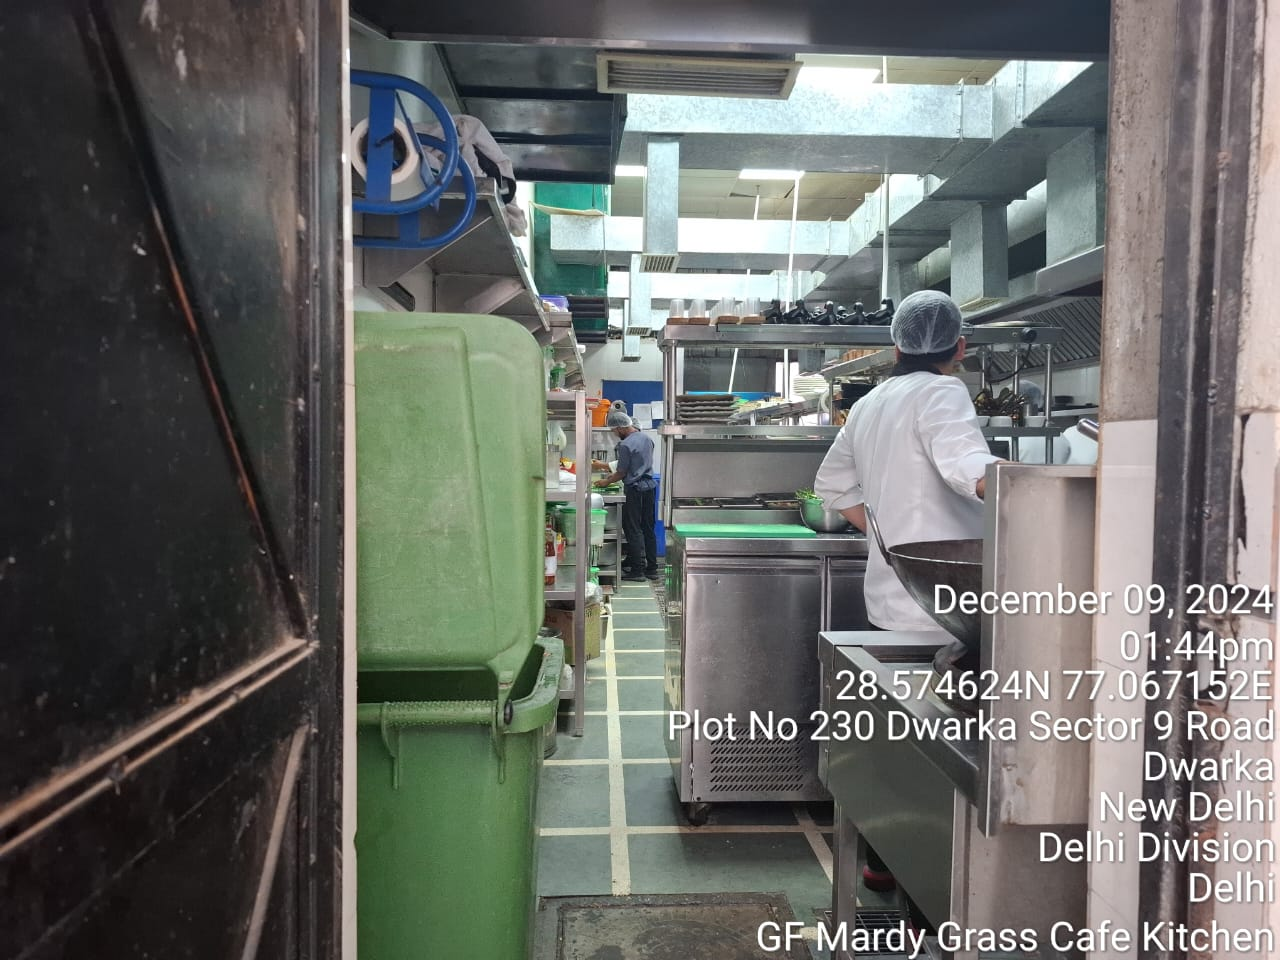 December 09, 2024
01:44pm
28.574624N 77.067152E
Plot No 230 Dwarka Sector 9 Road
Dwarka
New Delhi
Delhi Division
Delhi
GF Mardy Grass Cafe Kitchen